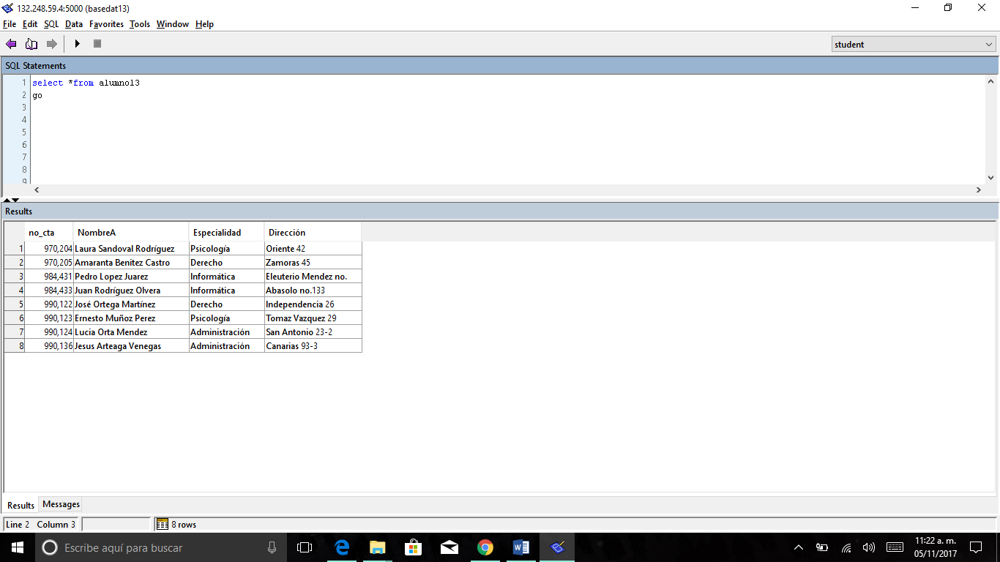 132.248.59.4:5000 (basedat13)
File Edit SQL Data Favorites Tools Window Help
student
SQL Statements
1 select *from alumno13
2 go
3
4
5
6
7
8
9
Results
no_cta NombreA Especialidad Dirección
1 970,204 Laura Sandoval Rodríguez Psicología Oriente 42
2 970,205 Amaranta Benitez Castro Derecho Zamoras 45
3 984,431 Pedro Lopez Juarez Informática Eleuterio Mendez no.
4 984,433 Juan Rodríguez Olvera Informática Abasolo no.133
5 990,122 José Ortega Martínez Derecho Independencia 26
6 990,123 Ernesto Muñoz Perez Psicología Tomaz Vazquez 29
7 990,124 Lucia Orta Mendez Administración San Antonio 23-2
8 990,136 Jesus Arteaga Venegas Administración Canarias 93-3
Results Messages
Line 2 Column 3 8 rows
Escribe aquí para buscar
11:22 a. m.
05/11/2017